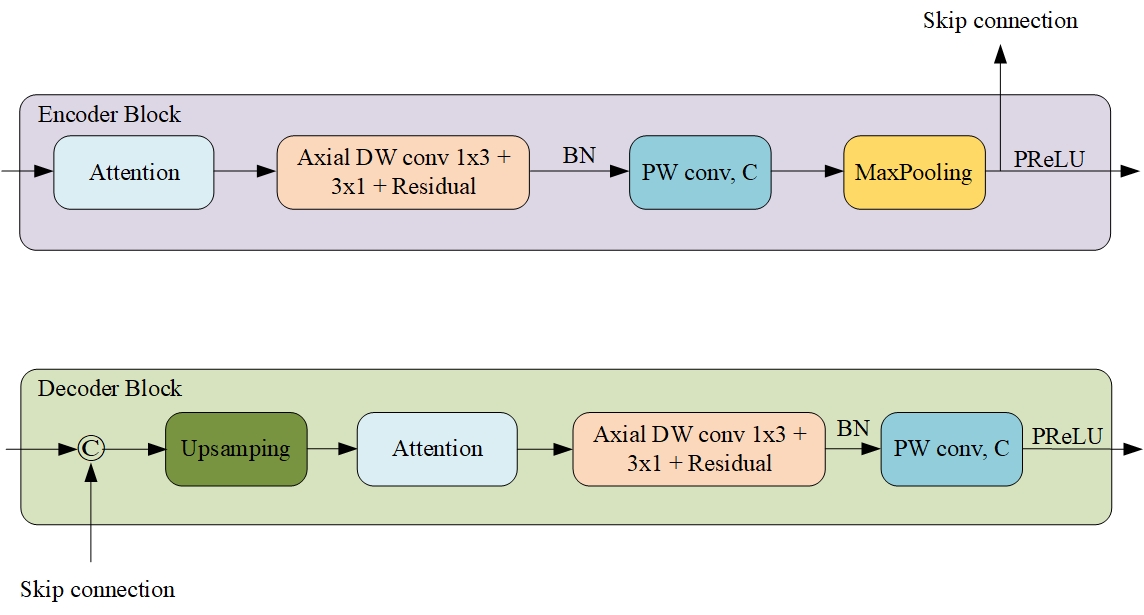 Skip connection
Encoder Block
Attention
Axial DW conv 1x3 +
3x1 + Residual
BN
PW conv, C
MaxPooling
PReLU
Decoder Block
C
Upsamping
Attention
Axial DW conv 1x3 +
3x1 + Residual
BN
PW conv, C
PReLU
Skip connection